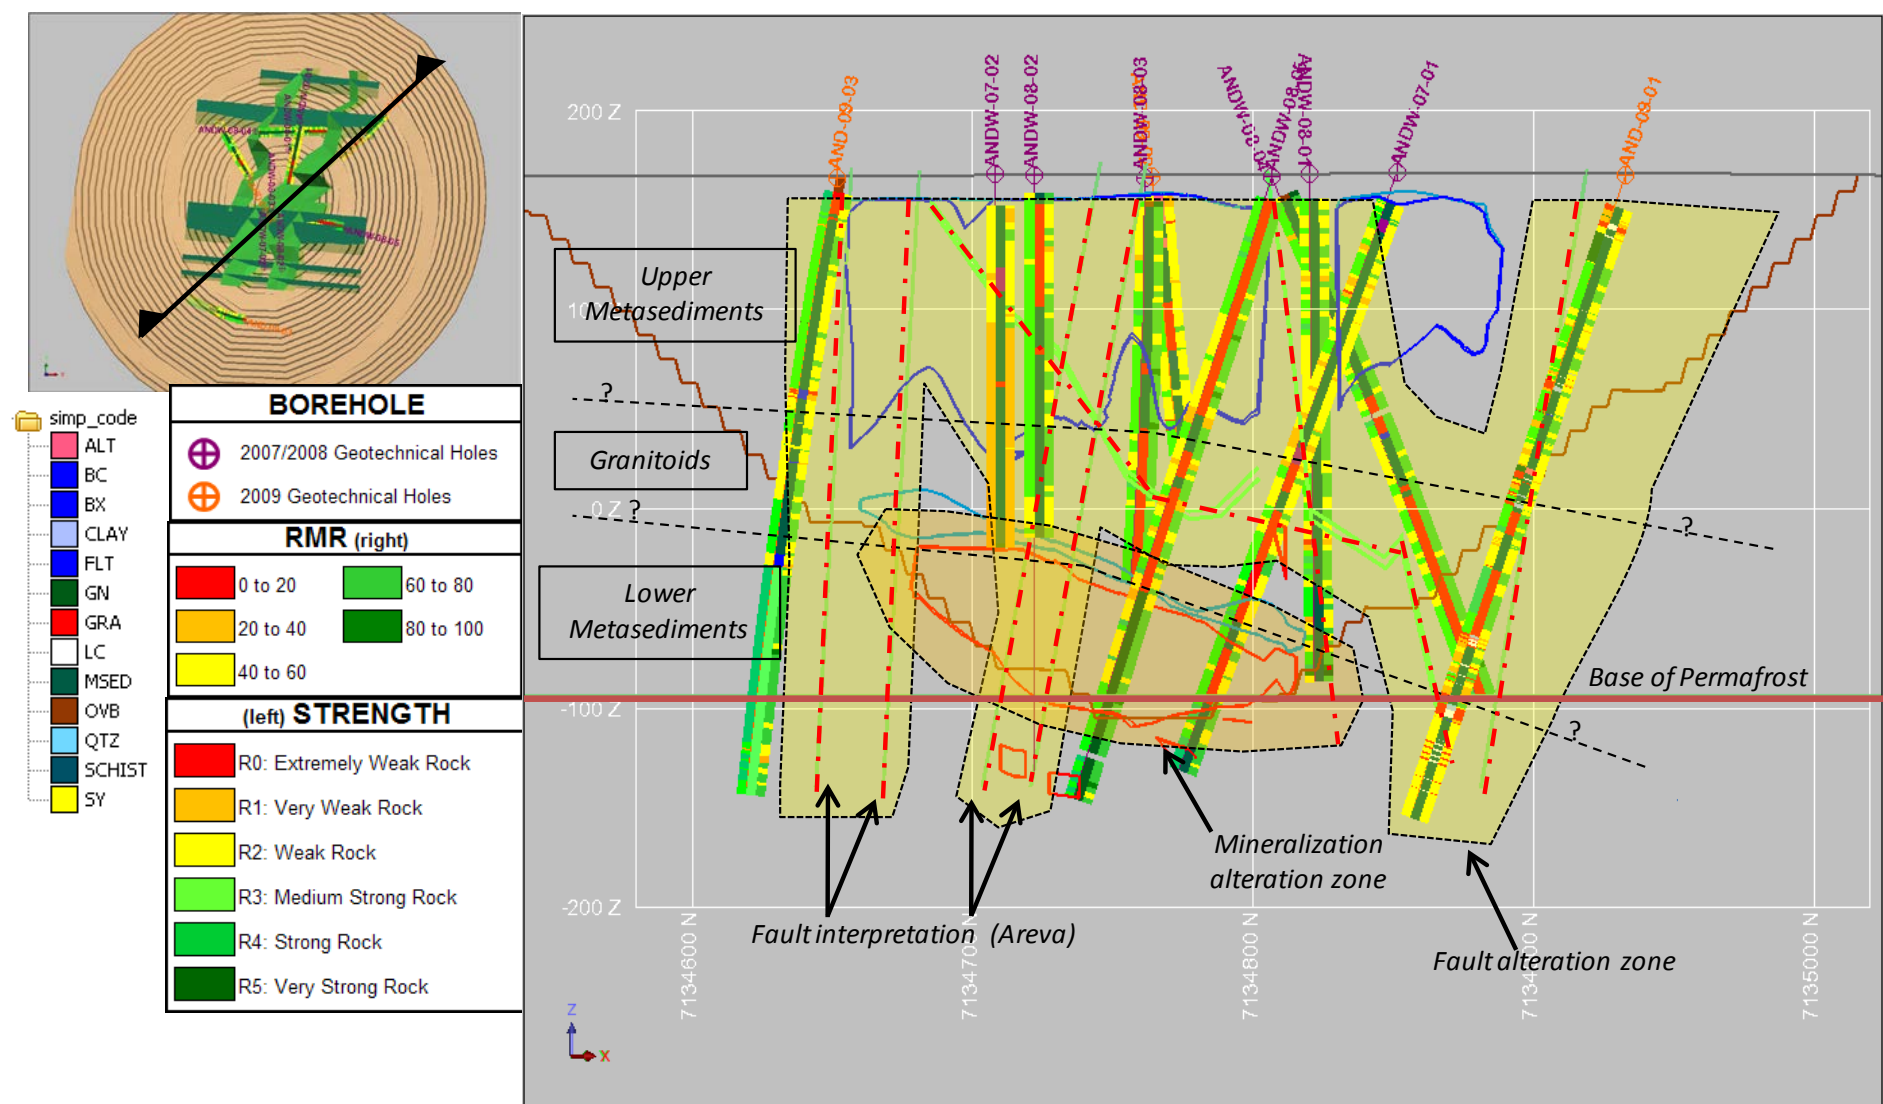 simp_code
ALT
BC
BX
CLAY
FLT
GN
GRA
LC
MSED
OVB
QTZ
SCHIST
SY
BOREHOLE
2007/2008 Geotechnical Holes
2009 Geotechnical Holes
RMR (right)
0 to 20
60 to 80
20 to 40
80 to 100
40 to 60
(left) STRENGTH
R0: Extremely Weak Rock
R1: Very Weak Rock
R2: Weak Rock
R3: Medium Strong Rock
R4: Strong Rock
R5: Very Strong Rock
AND-09-03
ANDW-07-02
ANDW-08-02
ANDW-08-03
ANDW-08-01
ANDW-07-01
AND-09-01
200 Z
Upper
Metasediments
?
Granitoids
0 Z
?
?
Lower
Metasediments
Base of Permafrost
-100 Z
?
Mineralization
alteration zone
-200 Z
Fault interpretation (Areva)
Fault alteration zone
7134600 N
7134700 N
7134800 N
7134900 N
7135000 N
Z
X